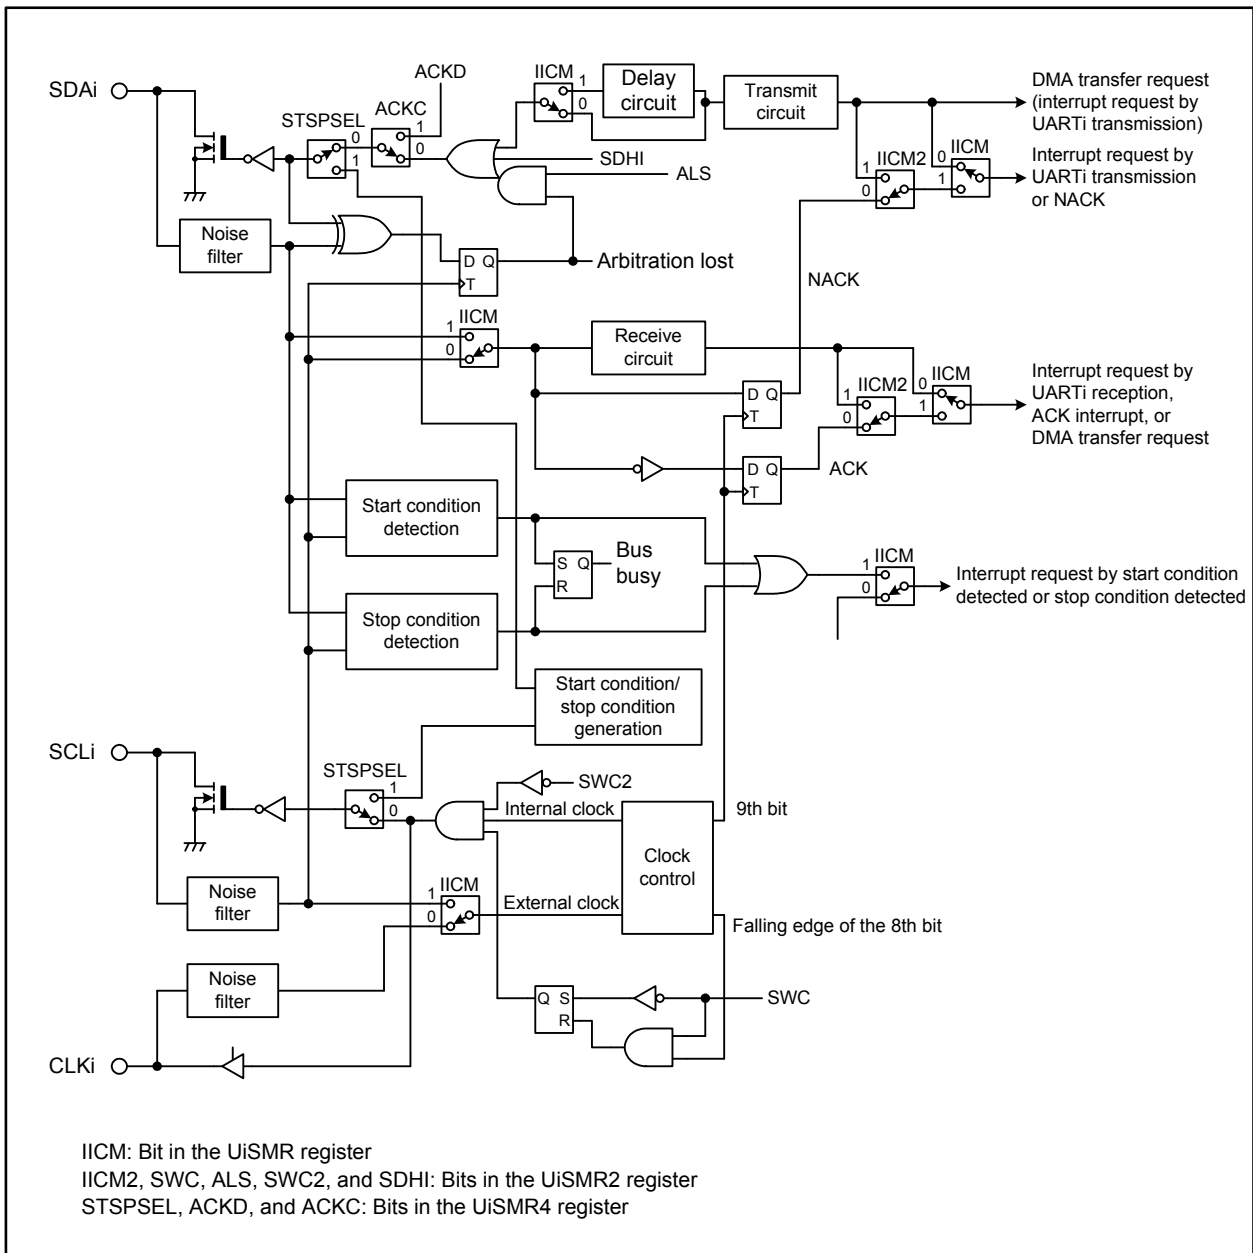 SDAi
STSPSEL
0
1
ACKC
ACKD
1
0
IICM
1
0
Delay
circuit
Transmit
circuit
SDHI
ALS
IICM2
1
0
IICM
0
1
DMA transfer request
(interrupt request by
UARTi transmission)
Interrupt request by
UARTi transmission
or NACK
Noise
filter
D Q
T
Arbitration lost
NACK
IICM
1
0
Receive
circuit
D Q
T
IICM2
1
0
IICM
0
1
Interrupt request by
UARTi reception,
ACK interrupt, or
DMA transfer request
D Q
T
ACK
Start condition
detection
S Q
R
Bus
busy
IICM
1
0
Interrupt request by start condition
detected or stop condition detected
Stop condition
detection
Start condition/
stop condition
generation
SCLi
STSPSEL
1
0
SWC2
Internal clock
9th bit
Clock
control
Noise
filter
IICM
1
0
External clock
Falling edge of the 8th bit
Noise
filter
Q S
R
SWC
CLKi
IICM: Bit in the UiSMR register
IICM2, SWC, ALS, SWC2, and SDHI: Bits in the UiSMR2 register
STSPSEL, ACKD, and ACKC: Bits in the UiSMR4 register